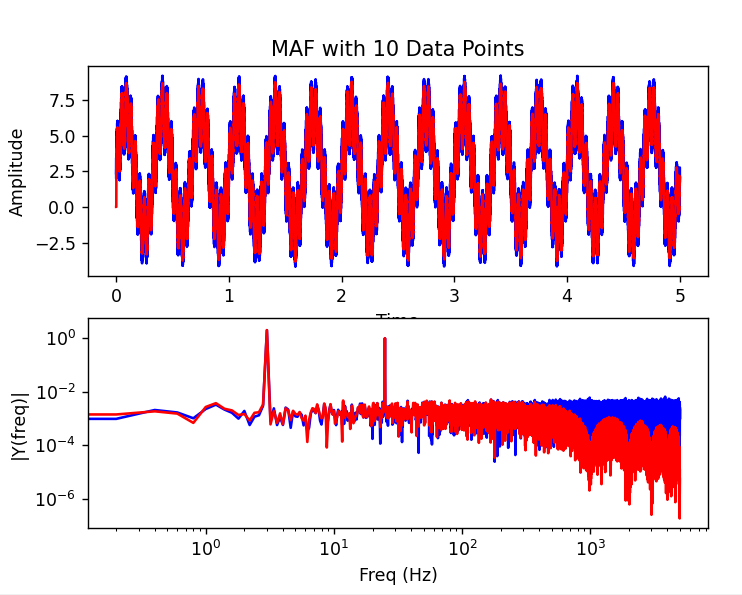 MAF with 10 Data Points
Amplitude
7.5
5.0
2.5
0.0
−2.5
0 1 2 3 4 5
Time
|Y(freq)|
10⁰
10⁻²
10⁻⁴
10⁻⁶
10⁰ 10¹ 10² 10³
Freq (Hz)